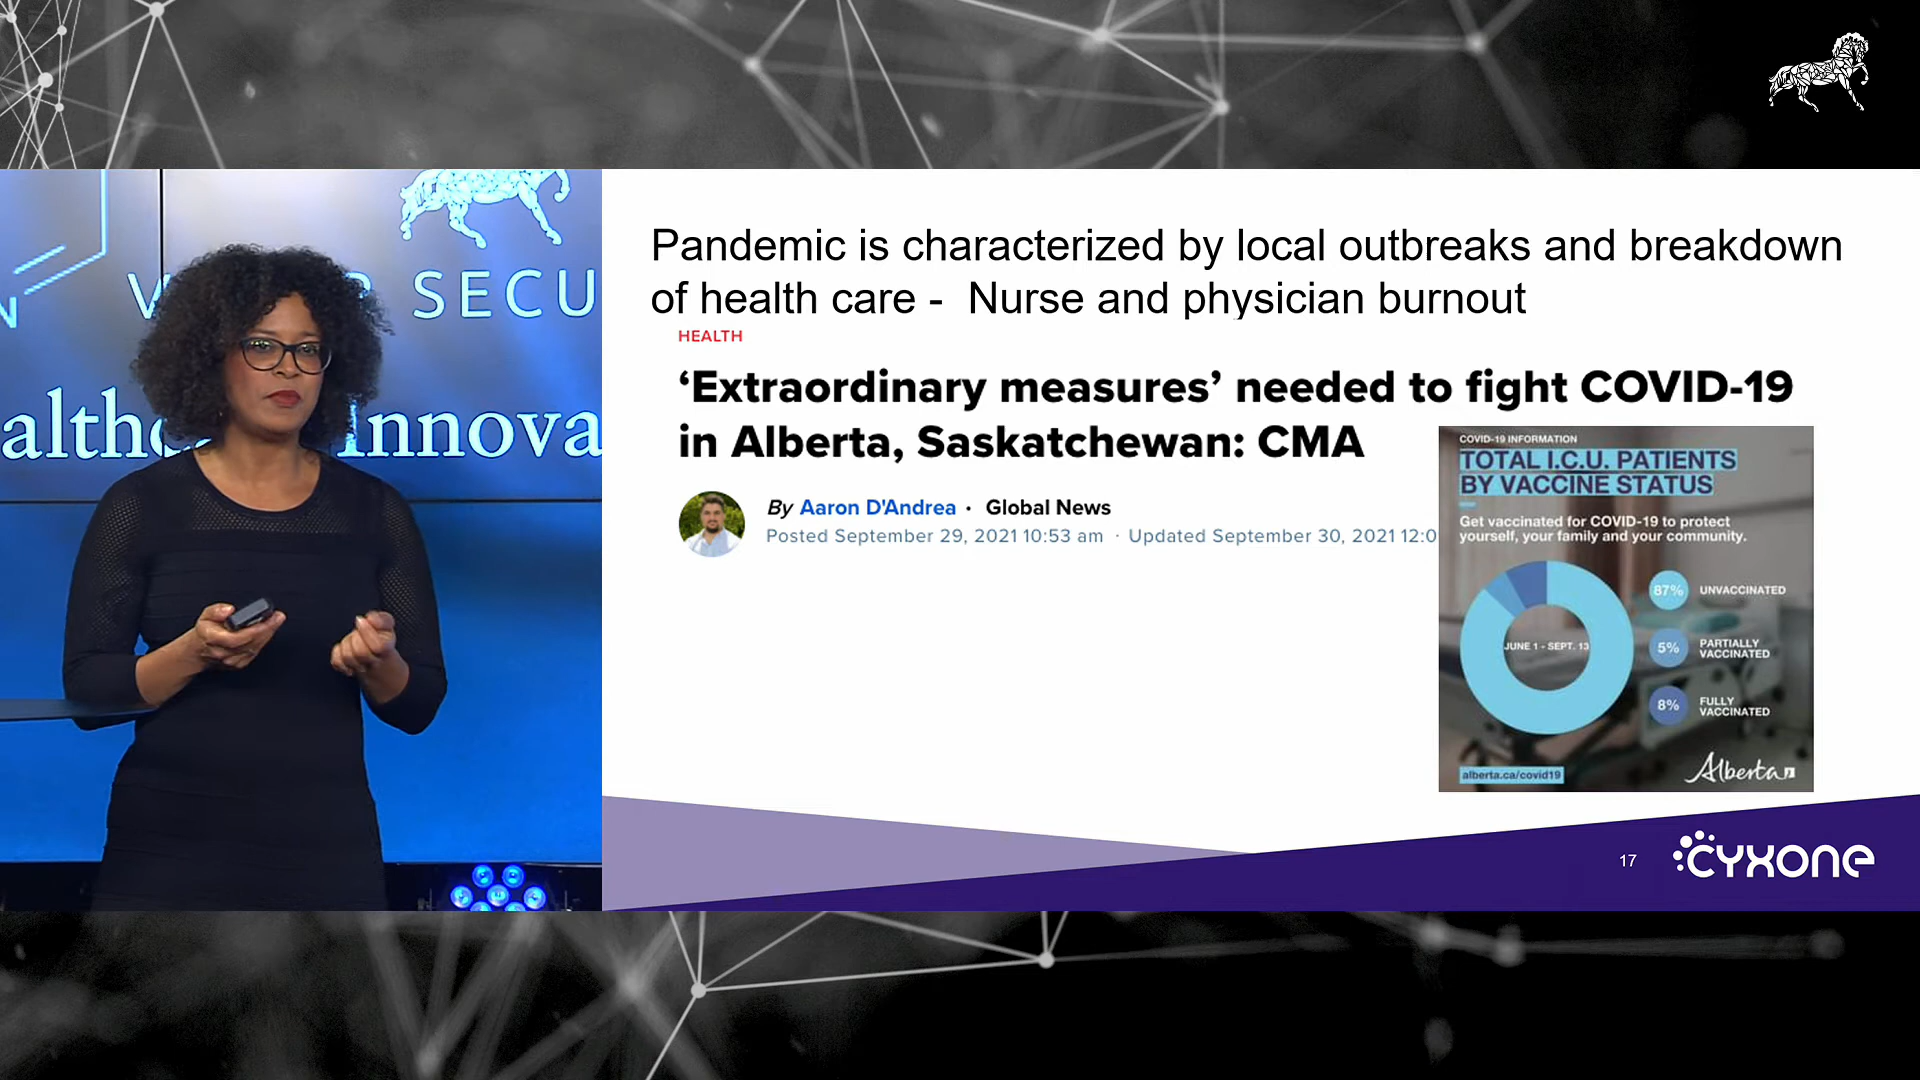 SECU
Innova
Pandemic is characterized by local outbreaks and breakdown
of health care - Nurse and physician burnout
HEALTH
‘Extraordinary measures’ needed to fight COVID-19
in Alberta, Saskatchewan: CMA
By Aaron D'Andrea • Global News
Posted September 29, 2021 10:53 am · Updated September 30, 2021 12:0
COVID-19 INFORMATION
TOTAL I.C.U. PATIENTS
BY VACCINE STATUS
Get vaccinated for COVID-19 to protect
yourself, your family and your community.
JUNE 1 - SEPT. 13
87% UNVACCINATED
5% PARTIALLY
VACCINATED
8% FULLY
VACCINATED
alberta.ca/covid19
Alberta
17
cyxone